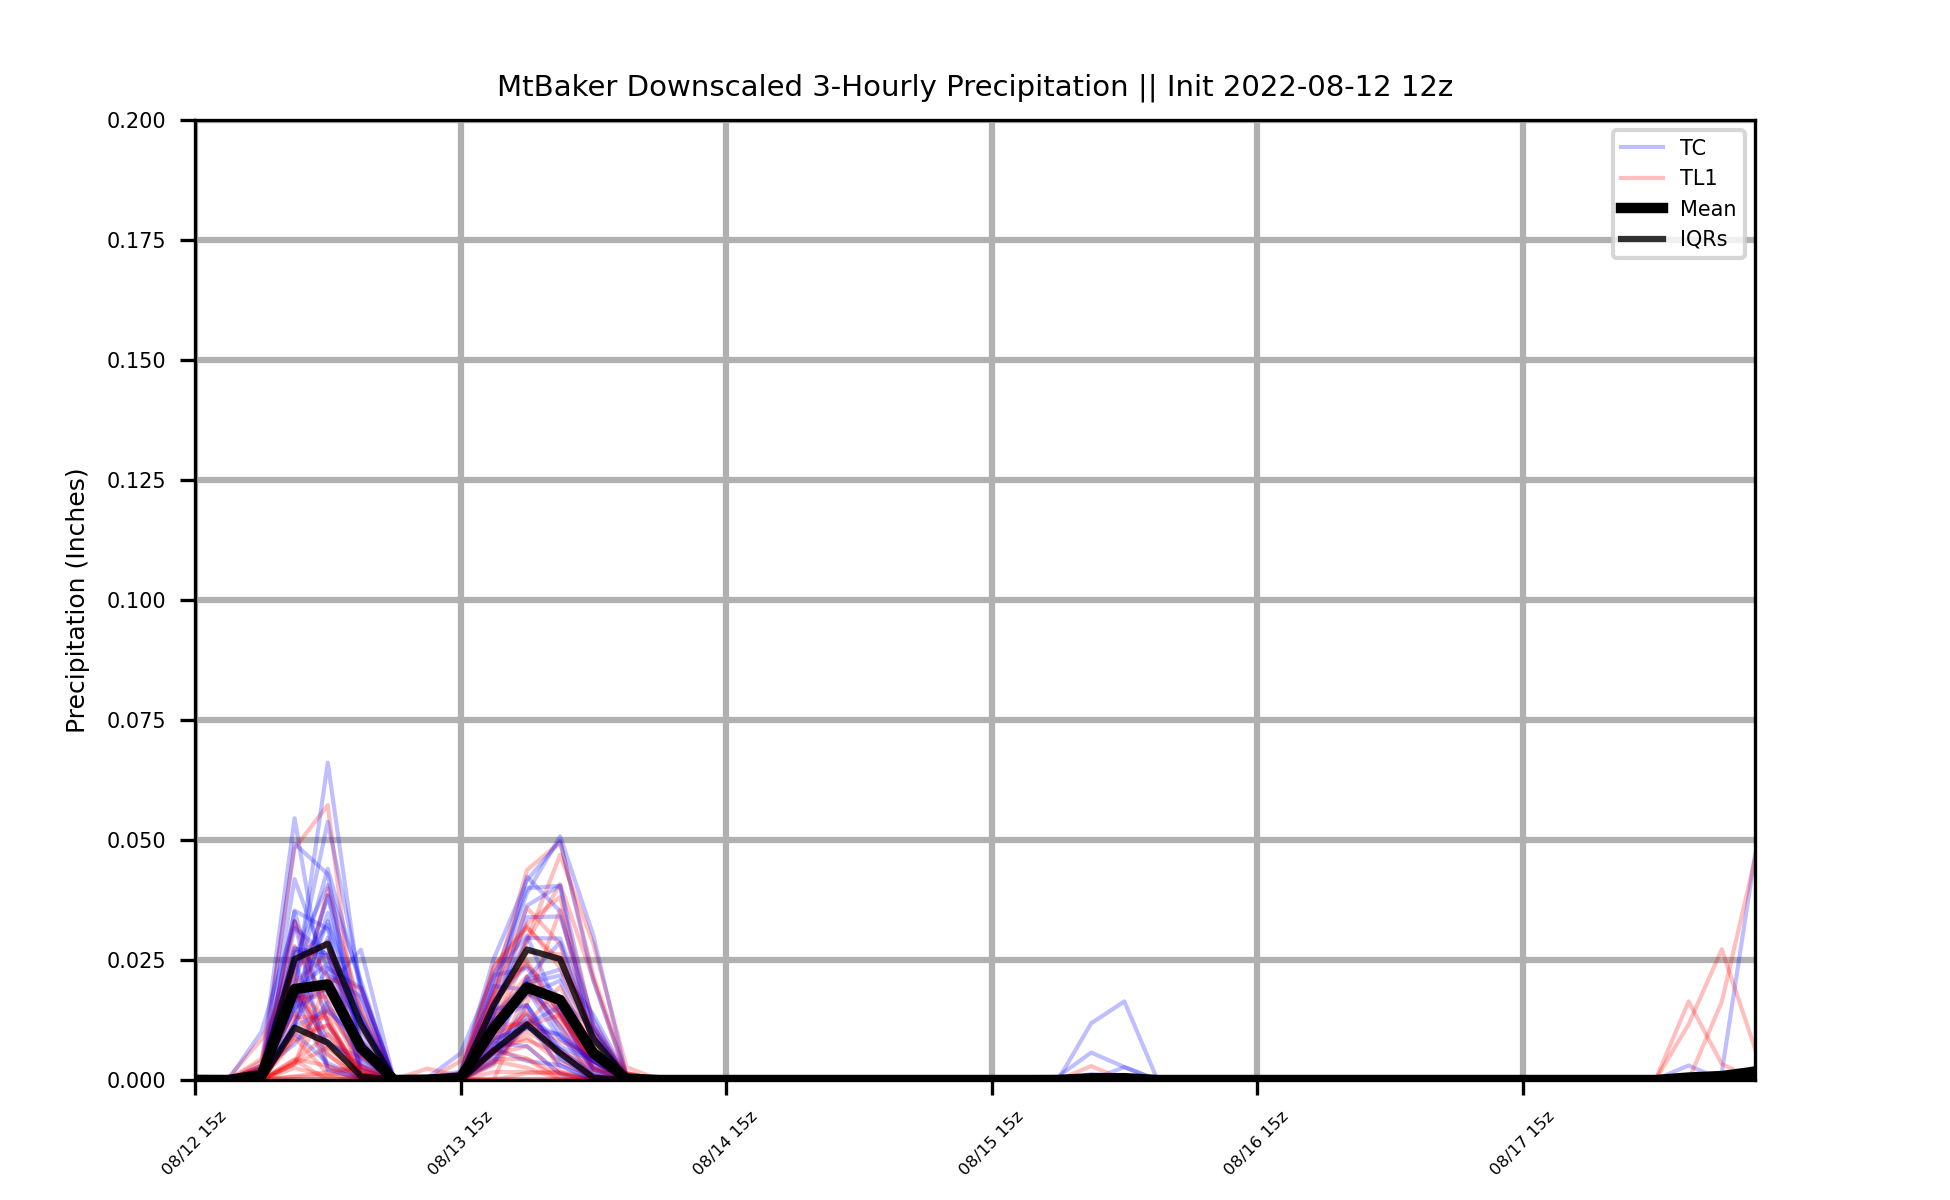 MtBaker Downscaled 3-Hourly Precipitation || Init 2022-08-12 12z
0.200
0.175
0.150
0.125
0.100
0.075
0.050
0.025
0.000
Precipitation (Inches)
TC
TL1
Mean
IQRs
08/12 15z
08/13 15z
08/14 15z
08/15 15z
08/16 15z
08/17 15z